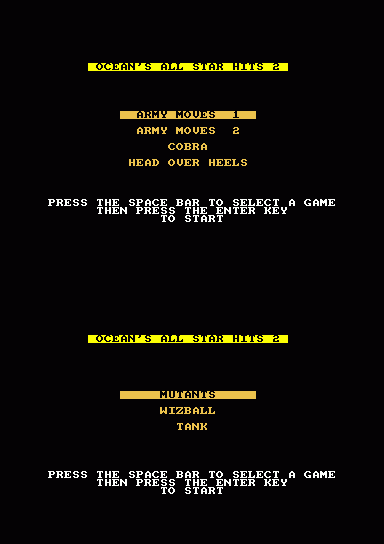 OCEAN'S ALL STAR HITS 2
ARMY MOVES 1
ARMY MOVES 2
COBRA
HEAD OVER HEELS
PRESS THE SPACE BAR TO SELECT A GAME
THEN PRESS THE ENTER KEY
TO START
OCEAN'S ALL STAR HITS 2
MUTANTS
WIZBALL
TANK
PRESS THE SPACE BAR TO SELECT A GAME
THEN PRESS THE ENTER KEY
TO START